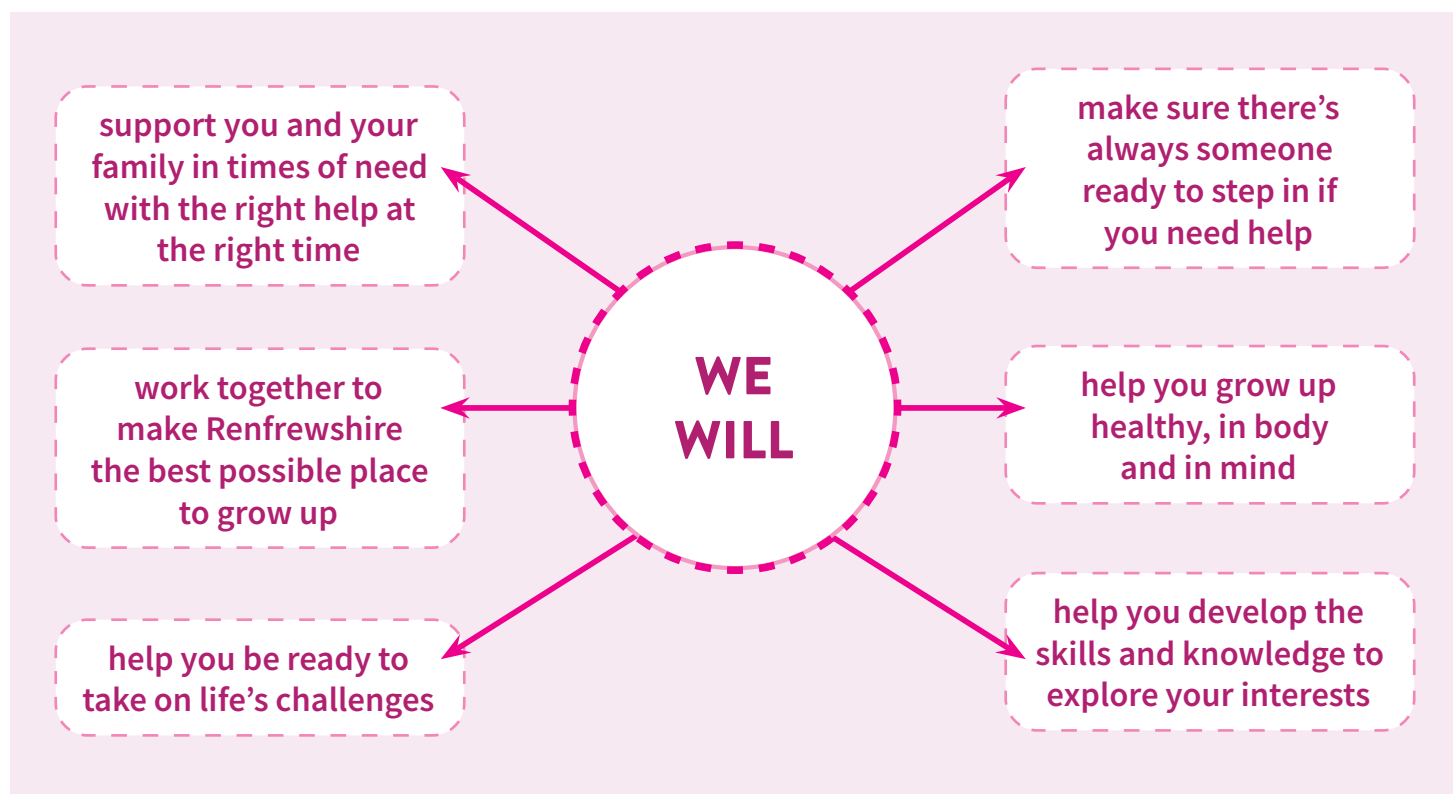 support you and your
family in times of need
with the right help at
the right time
work together to
make Renfrewshire
the best possible place
to grow up
help you be ready to
take on life’s challenges
WE
WILL
make sure there’s
always someone
ready to step in if
you need help
help you grow up
healthy, in body
and in mind
help you develop the
skills and knowledge to
explore your interests